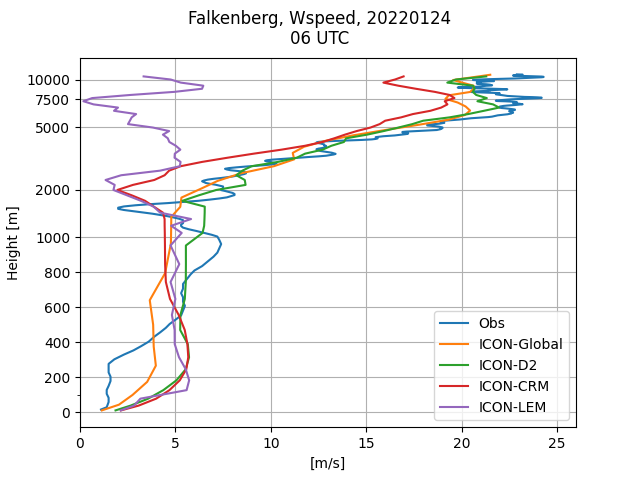 Falkenberg, Wspeed, 20220124
06 UTC
Height [m]
10000
7500
5000
2000
1000
800
600
400
200
0
0 5 10 15 20 25
[m/s]
Obs
ICON-Global
ICON-D2
ICON-CRM
ICON-LEM